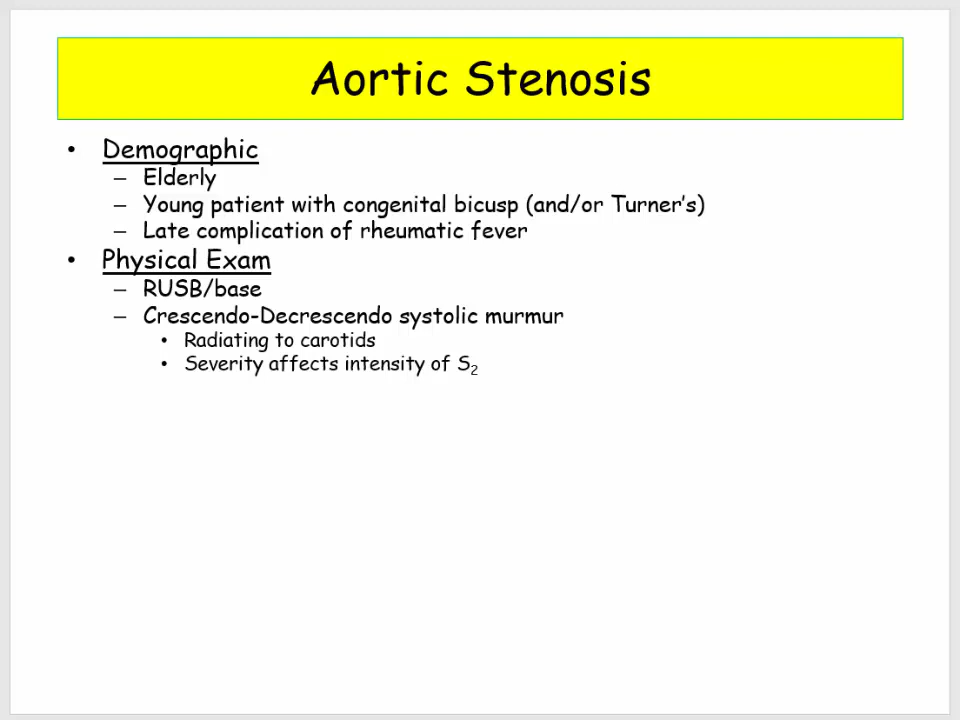 Aortic Stenosis
• Demographic
– Elderly
– Young patient with congenital bicusp (and/or Turner's)
– Late complication of rheumatic fever
• Physical Exam
– RUSB/base
– Crescendo-Decrescendo systolic murmur
• Radiating to carotids
• Severity affects intensity of S₂